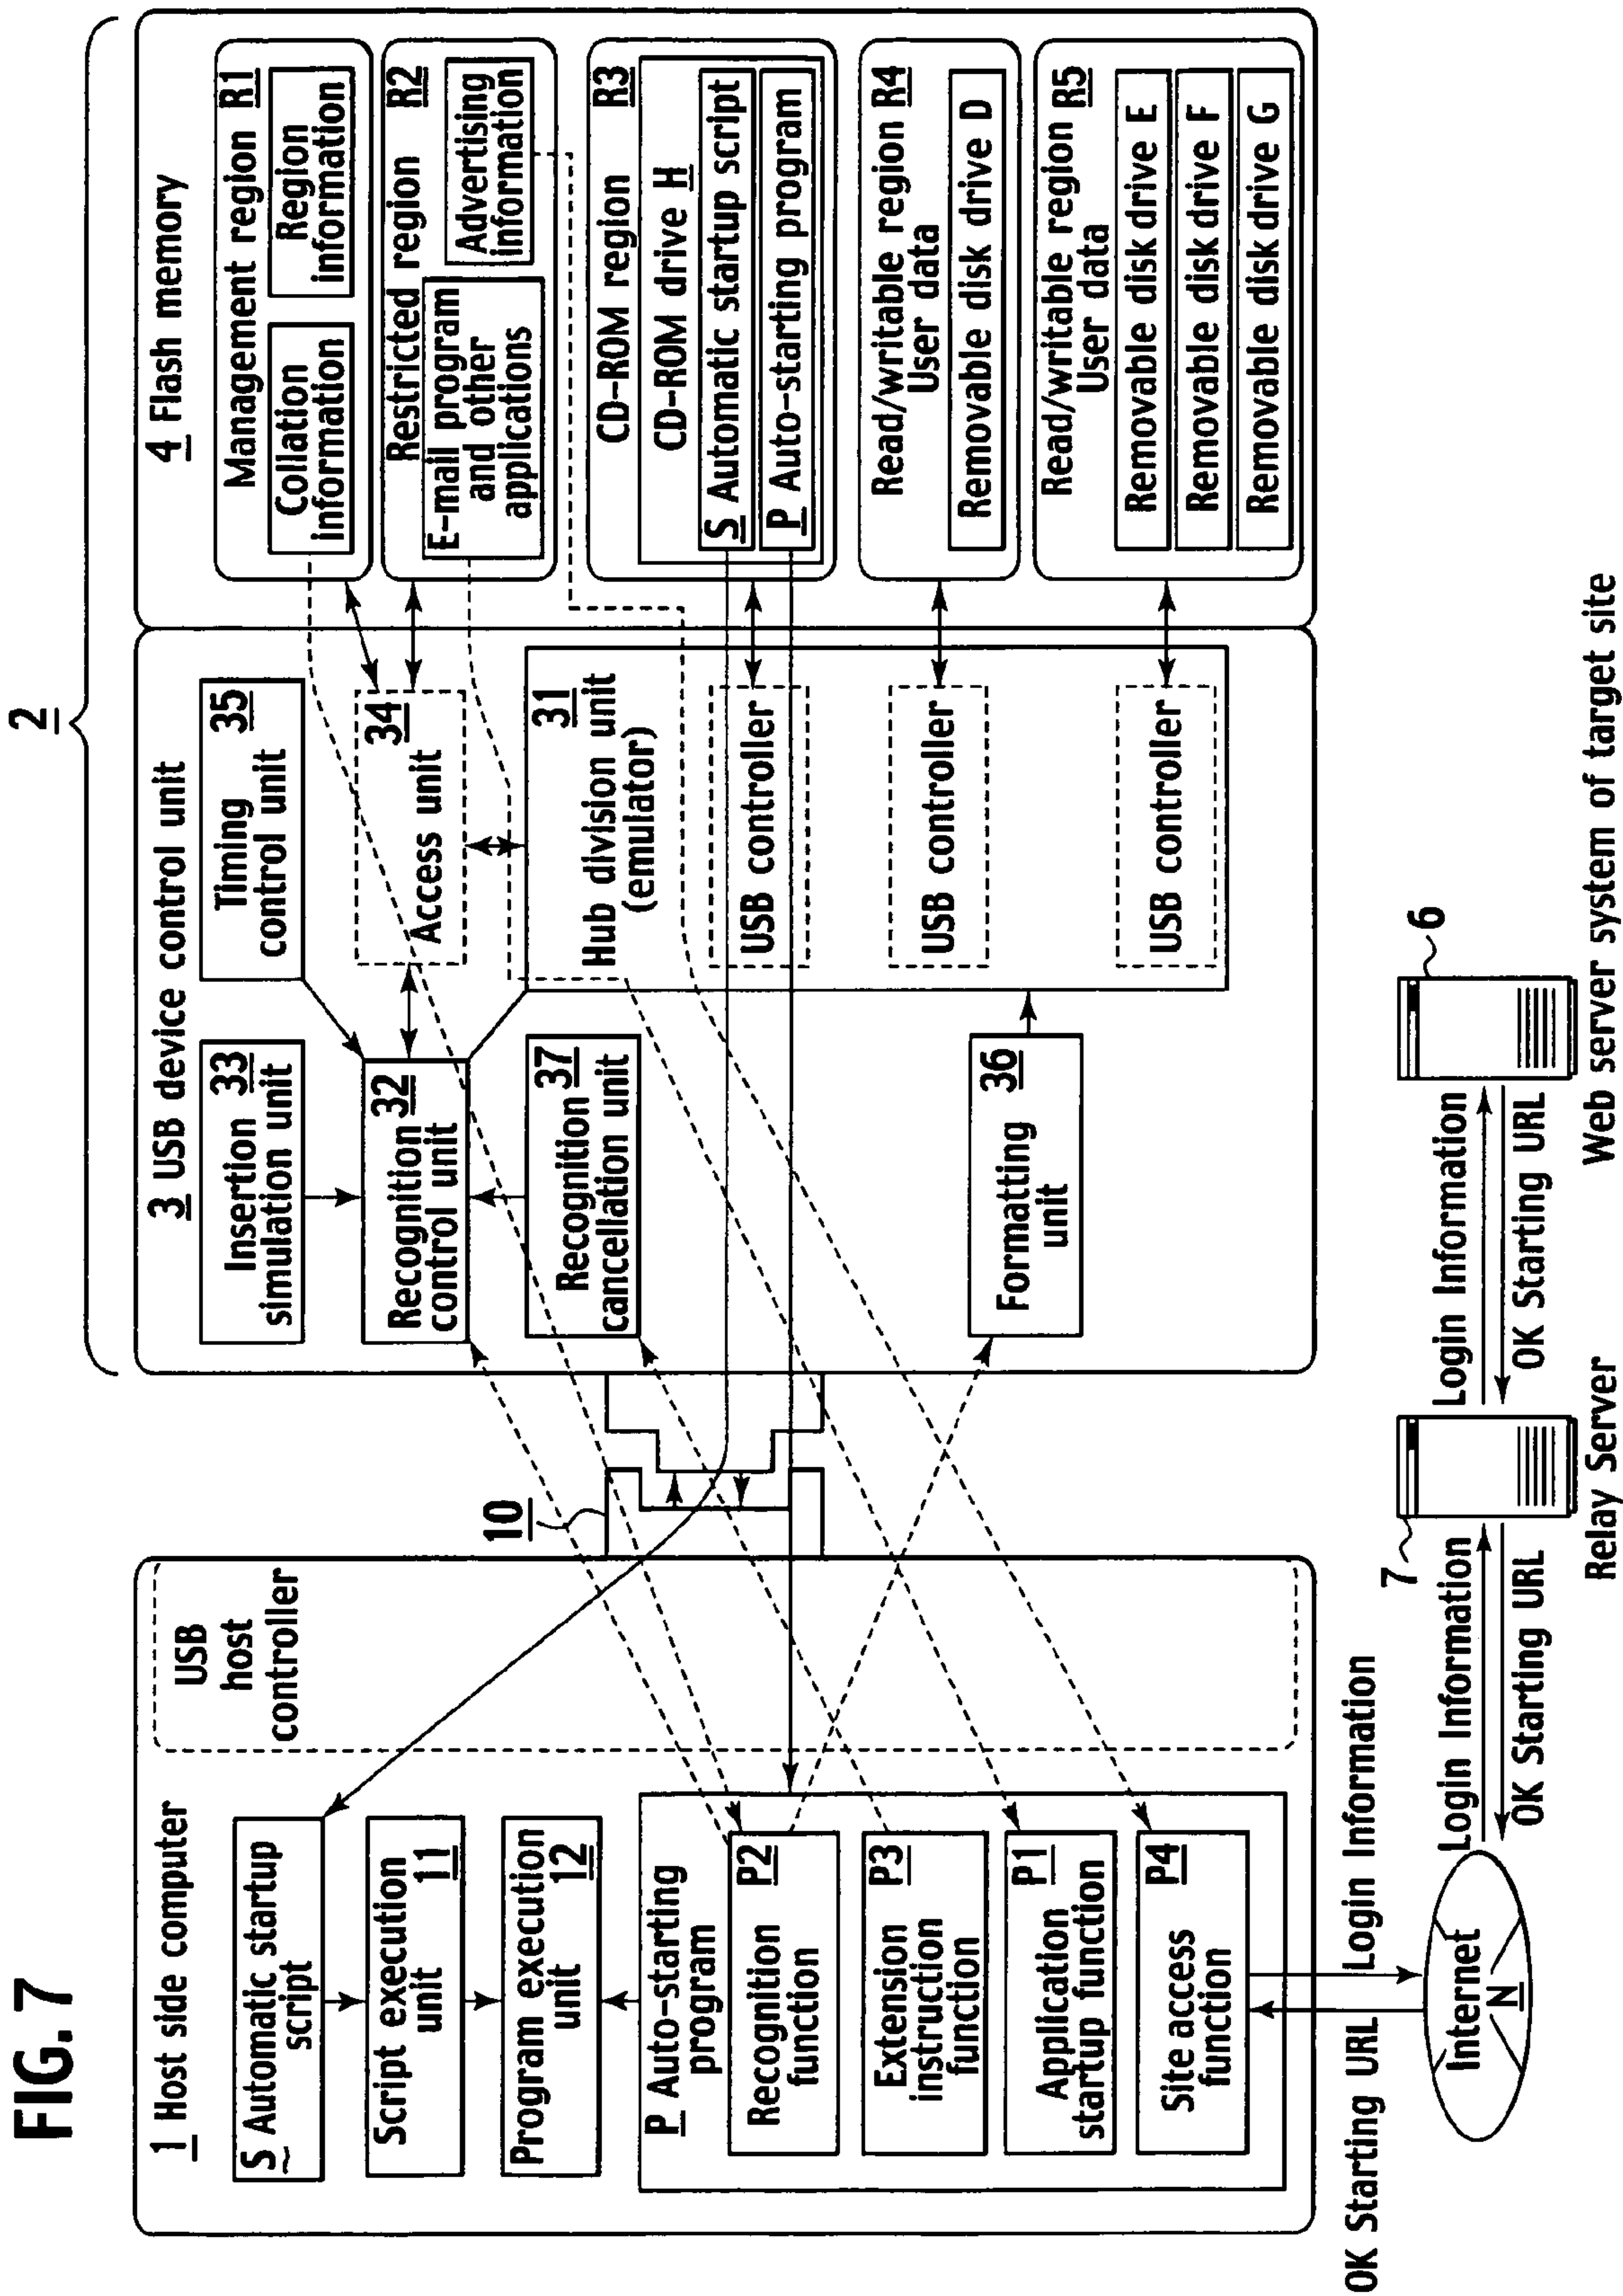 FIG. 7
2
1 Host side computer
S Automatic startup
script
Script execution
unit
11
Program execution
unit
12
P Auto-starting
program
P2
Recognition
function
P3
Extension
instruction
function
P1
Application
startup function
P4
Site access
function
USB
host
controller
10
3 USB device control unit
Insertion 33
simulation unit
Timing 35
control unit
Recognition 32
control unit
34
Access unit
Recognition 37
cancellation unit
31
Hub division unit
(emulator)
USB controller
USB controller
USB controller
36
Formatting
unit
4 Flash memory
Management region R1
Collation
information
Region
information
Restricted region R2
E-mail program
and other
applications
Advertising
information
CD-ROM region R3
CD-ROM drive H
S Automatic startup script
P Auto-starting program
Read/writable region R4
User data
Removable disk drive D
Read/writable region R5
User data
Removable disk drive E
Removable disk drive F
Removable disk drive G
OK Starting URL
Login Information
Internet
N
Login Information
OK Starting URL
7
Relay Server
Login Information
OK Starting URL
6
Web server system of target site